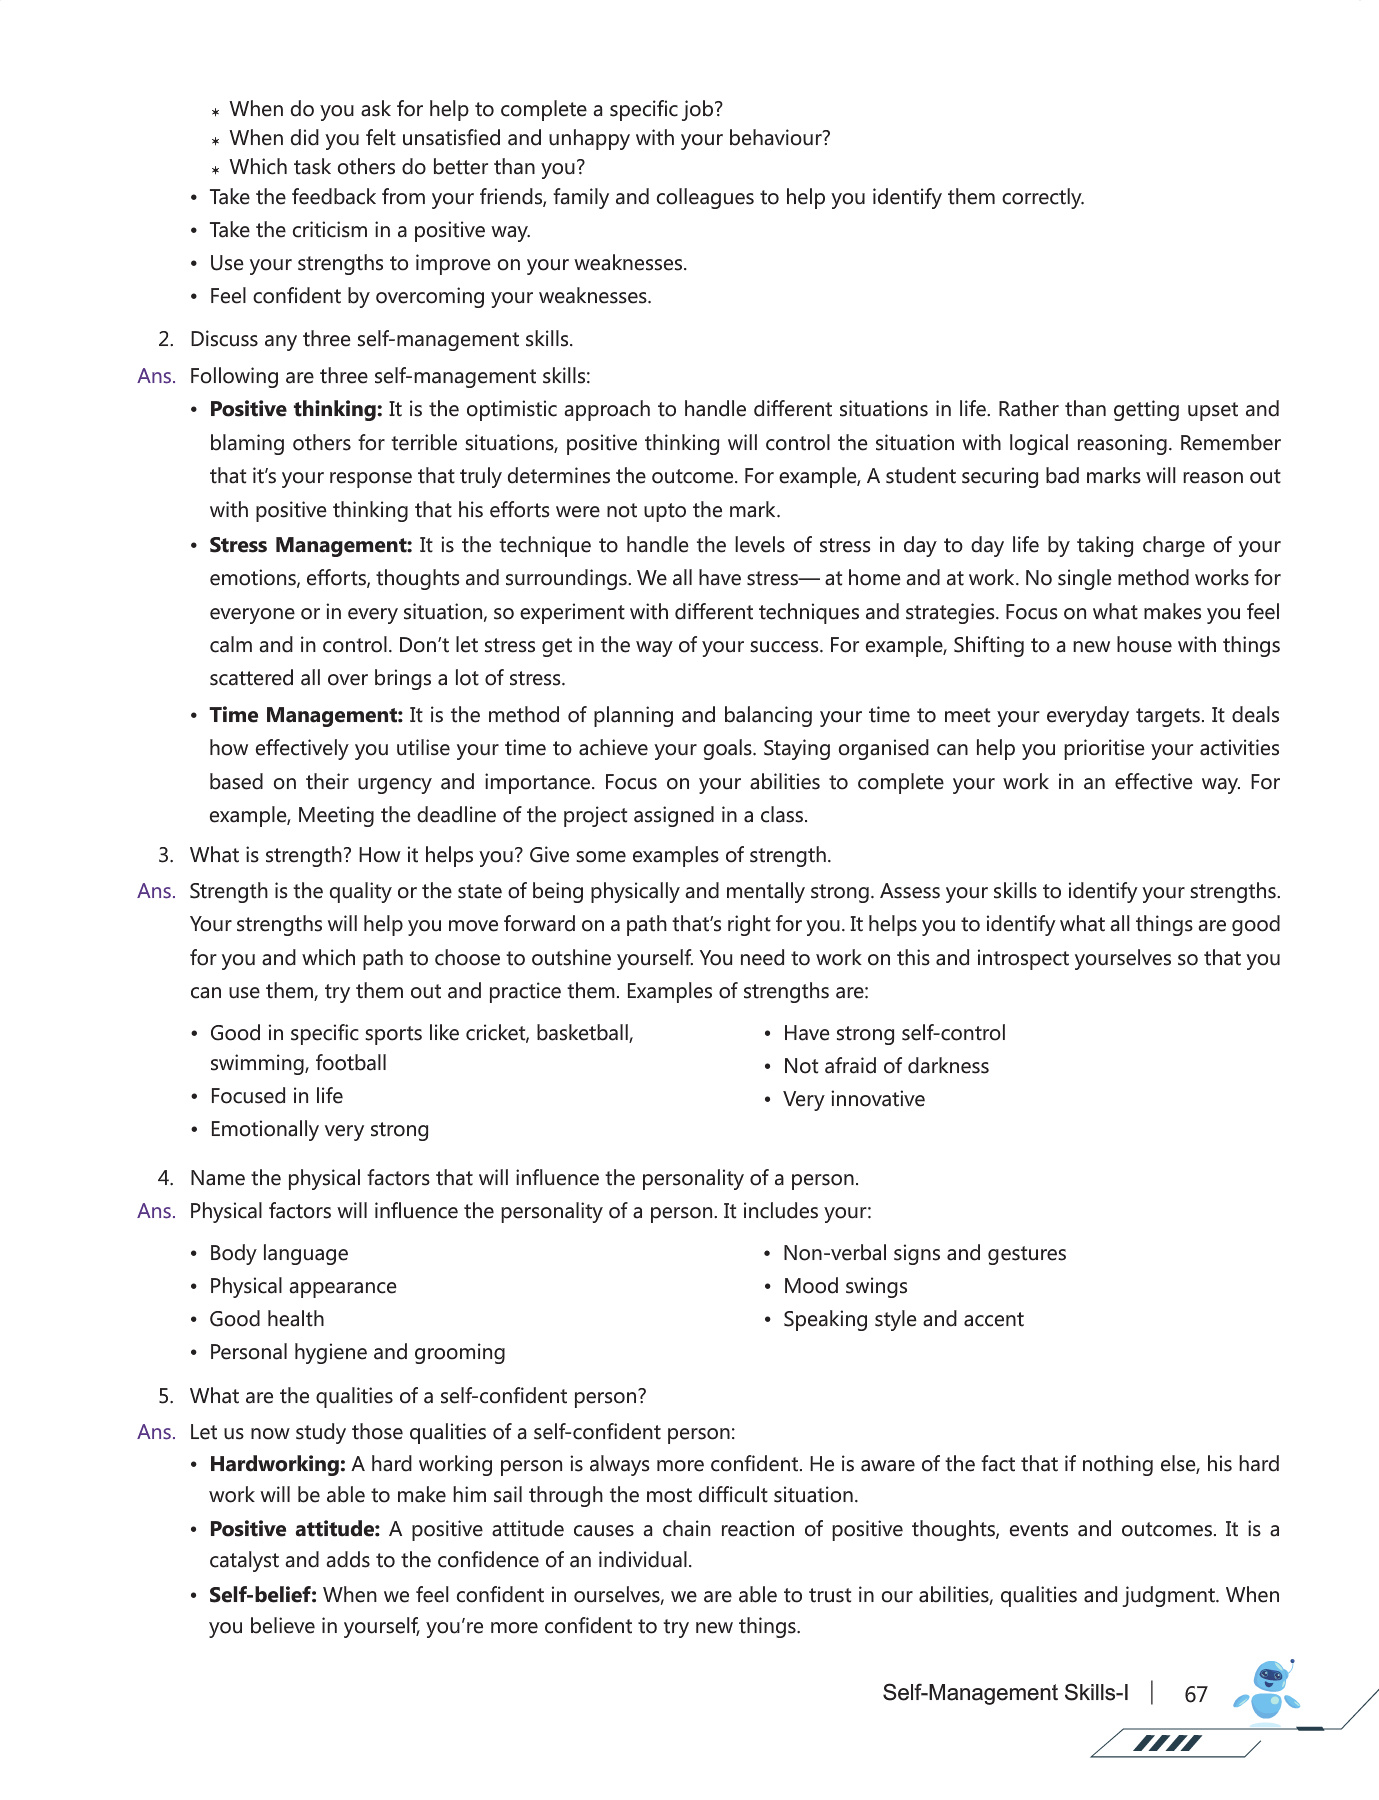 * When do you ask for help to complete a specific job?
* When did you felt unsatisfied and unhappy with your behaviour?
* Which task others do better than you?
• Take the feedback from your friends, family and colleagues to help you identify them correctly.
• Take the criticism in a positive way.
• Use your strengths to improve on your weaknesses.
• Feel confident by overcoming your weaknesses.
2. Discuss any three self-management skills.
Ans. Following are three self-management skills:
• Positive thinking: It is the optimistic approach to handle different situations in life. Rather than getting upset and
blaming others for terrible situations, positive thinking will control the situation with logical reasoning. Remember
that it's your response that truly determines the outcome. For example, A student securing bad marks will reason out
with positive thinking that his efforts were not upto the mark.
• Stress Management: It is the technique to handle the levels of stress in day to day life by taking charge of your
emotions, efforts, thoughts and surroundings. We all have stress— at home and at work. No single method works for
everyone or in every situation, so experiment with different techniques and strategies. Focus on what makes you feel
calm and in control. Don't let stress get in the way of your success. For example, Shifting to a new house with things
scattered all over brings a lot of stress.
• Time Management: It is the method of planning and balancing your time to meet your everyday targets. It deals
how effectively you utilise your time to achieve your goals. Staying organised can help you prioritise your activities
based on their urgency and importance. Focus on your abilities to complete your work in an effective way. For
example, Meeting the deadline of the project assigned in a class.
3. What is strength? How it helps you? Give some examples of strength.
Ans. Strength is the quality or the state of being physically and mentally strong. Assess your skills to identify your strengths.
Your strengths will help you move forward on a path that's right for you. It helps you to identify what all things are good
for you and which path to choose to outshine yourself. You need to work on this and introspect yourselves so that you
can use them, try them out and practice them. Examples of strengths are:
• Good in specific sports like cricket, basketball,
swimming, football
• Focused in life
• Emotionally very strong
• Have strong self-control
• Not afraid of darkness
• Very innovative
4. Name the physical factors that will influence the personality of a person.
Ans. Physical factors will influence the personality of a person. It includes your:
• Body language
• Physical appearance
• Good health
• Personal hygiene and grooming
• Non-verbal signs and gestures
• Mood swings
• Speaking style and accent
5. What are the qualities of a self-confident person?
Ans. Let us now study those qualities of a self-confident person:
• Hardworking: A hard working person is always more confident. He is aware of the fact that if nothing else, his hard
work will be able to make him sail through the most difficult situation.
• Positive attitude: A positive attitude causes a chain reaction of positive thoughts, events and outcomes. It is a
catalyst and adds to the confidence of an individual.
• Self-belief: When we feel confident in ourselves, we are able to trust in our abilities, qualities and judgment. When
you believe in yourself, you're more confident to try new things.
Self-Management Skills-I | 67